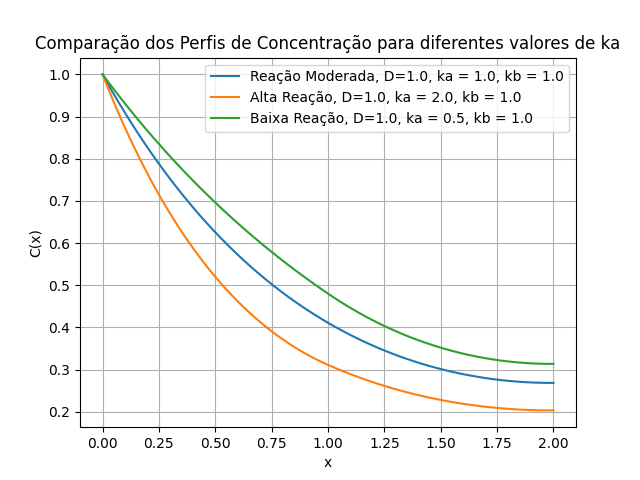 Comparação dos Perfis de Concentração para diferentes valores de ka
Reação Moderada, D=1.0, ka = 1.0, kb = 1.0
Alta Reação, D=1.0, ka = 2.0, kb = 1.0
Baixa Reação, D=1.0, ka = 0.5, kb = 1.0
C(x)
1.0
0.9
0.8
0.7
0.6
0.5
0.4
0.3
0.2
0.00 0.25 0.50 0.75 1.00 1.25 1.50 1.75 2.00
x